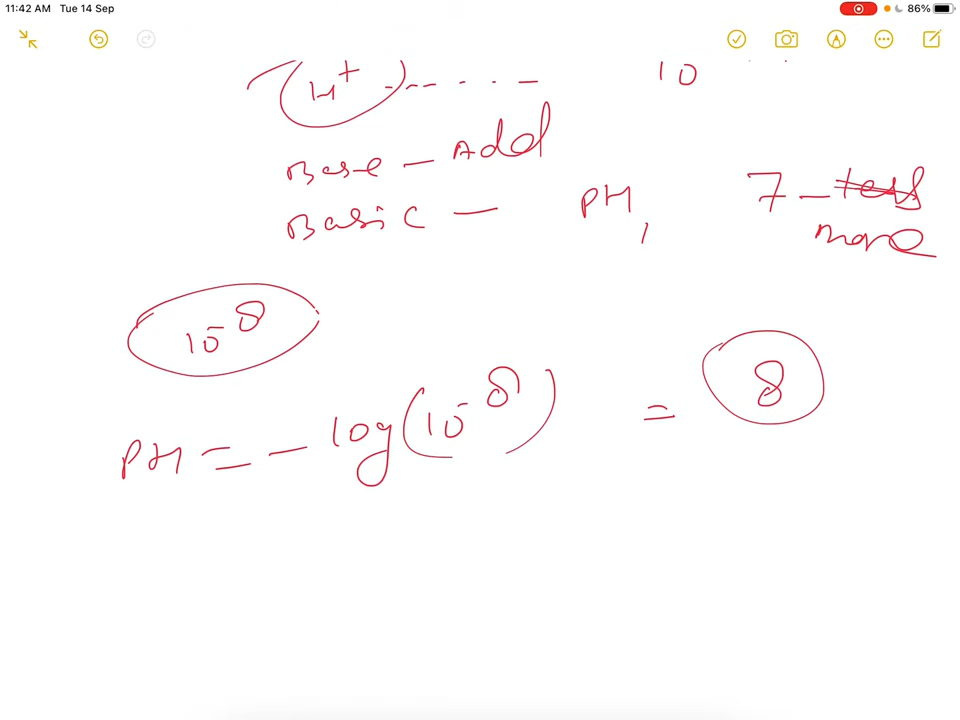 11:42 AM Tue 14 Sep 86%
(H+) ----- 10
Base - Add
Basic - PH, 7 - less
more
10^-8
PH = - log(10^-8) = 8